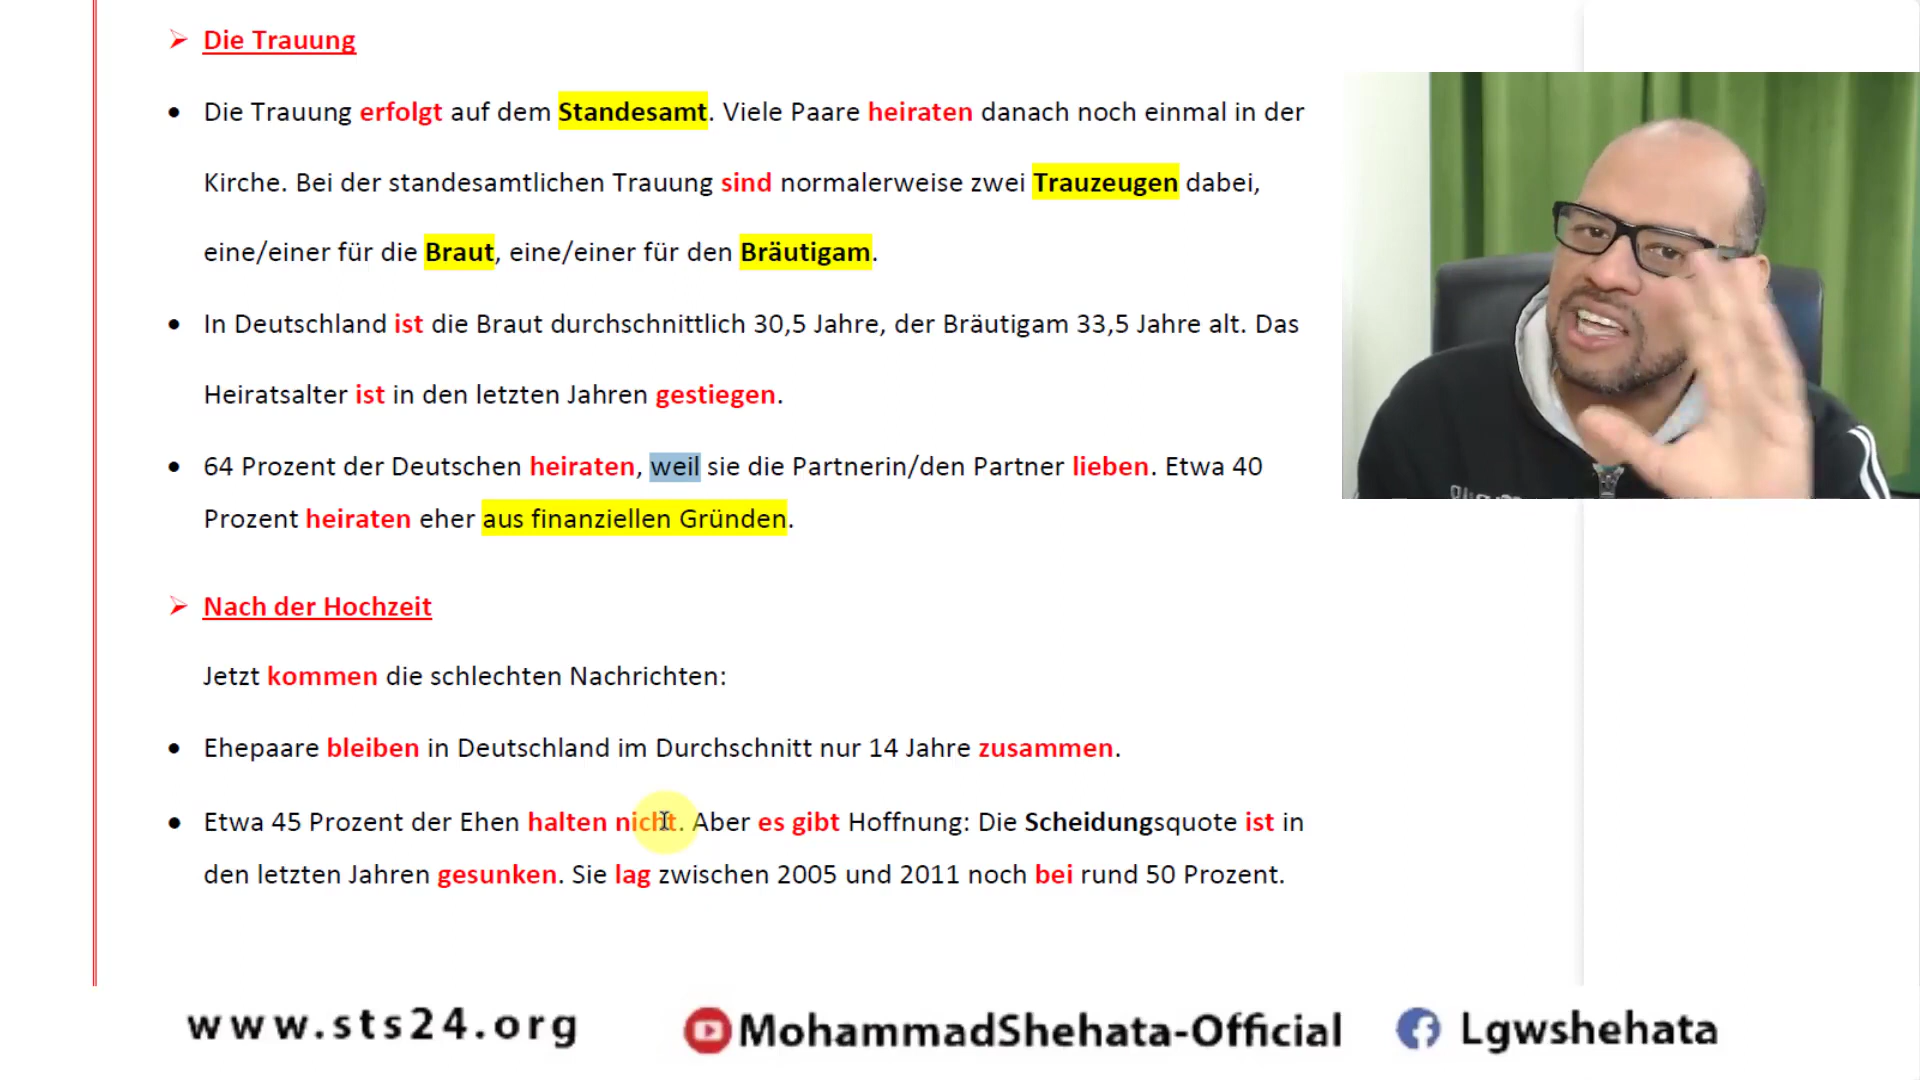 Die Trauung
Die Trauung erfolgt auf dem Standesamt. Viele Paare heiraten danach noch einmal in der
Kirche. Bei der standesamtlichen Trauung sind normalerweise zwei Trauzeugen dabei,
eine/einer für die Braut, eine/einer für den Bräutigam.
In Deutschland ist die Braut durchschnittlich 30,5 Jahre, der Bräutigam 33,5 Jahre alt. Das
Heiratsalter ist in den letzten Jahren gestiegen.
64 Prozent der Deutschen heiraten, weil sie die Partnerin/den Partner lieben. Etwa 40
Prozent heiraten eher aus finanziellen Gründen.
Nach der Hochzeit
Jetzt kommen die schlechten Nachrichten:
Ehepaare bleiben in Deutschland im Durchschnitt nur 14 Jahre zusammen.
Etwa 45 Prozent der Ehen halten nicht. Aber es gibt Hoffnung: Die Scheidungsquote ist in
den letzten Jahren gesunken. Sie lag zwischen 2005 und 2011 noch bei rund 50 Prozent.
www.sts24.org
MohammadShehata-Official
Lgwshehata